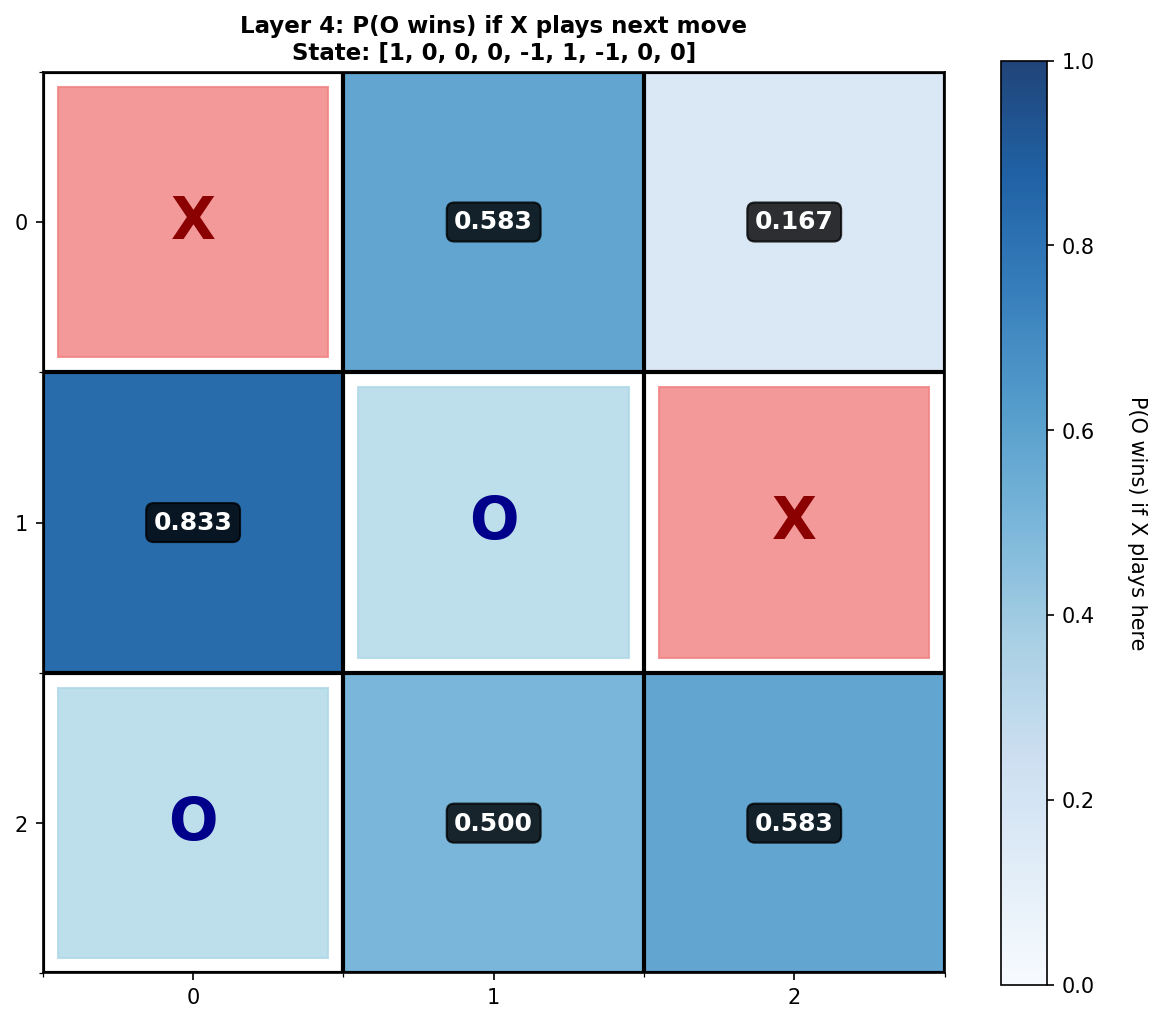 Layer 4: P(O wins) if X plays next move
State: [1, 0, 0, 0, -1, 1, -1, 0, 0]
0
X
0.583
0.167
1
0.833
O
X
2
O
0.500
0.583
0
1
2
1.0
0.8
0.6
0.4
0.2
0.0
P(O wins) if X plays here